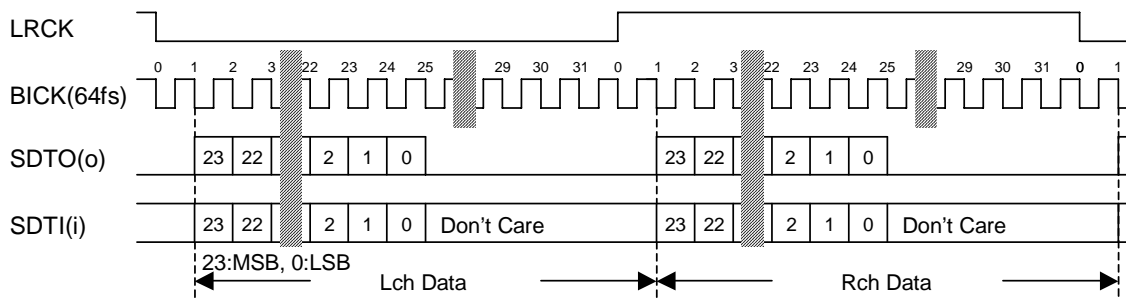 LRCK
0 1 2 3 22 23 24 25 29 30 31 0 1 2 3 22 23 24 25 29 30 31 0 1
BICK(64fs)
SDTO(o) 23 22 2 1 0 23 22 2 1 0
SDTI(i) 23 22 2 1 0 Don't Care 23 22 2 1 0 Don't Care
23:MSB, 0:LSB
Lch Data Rch Data